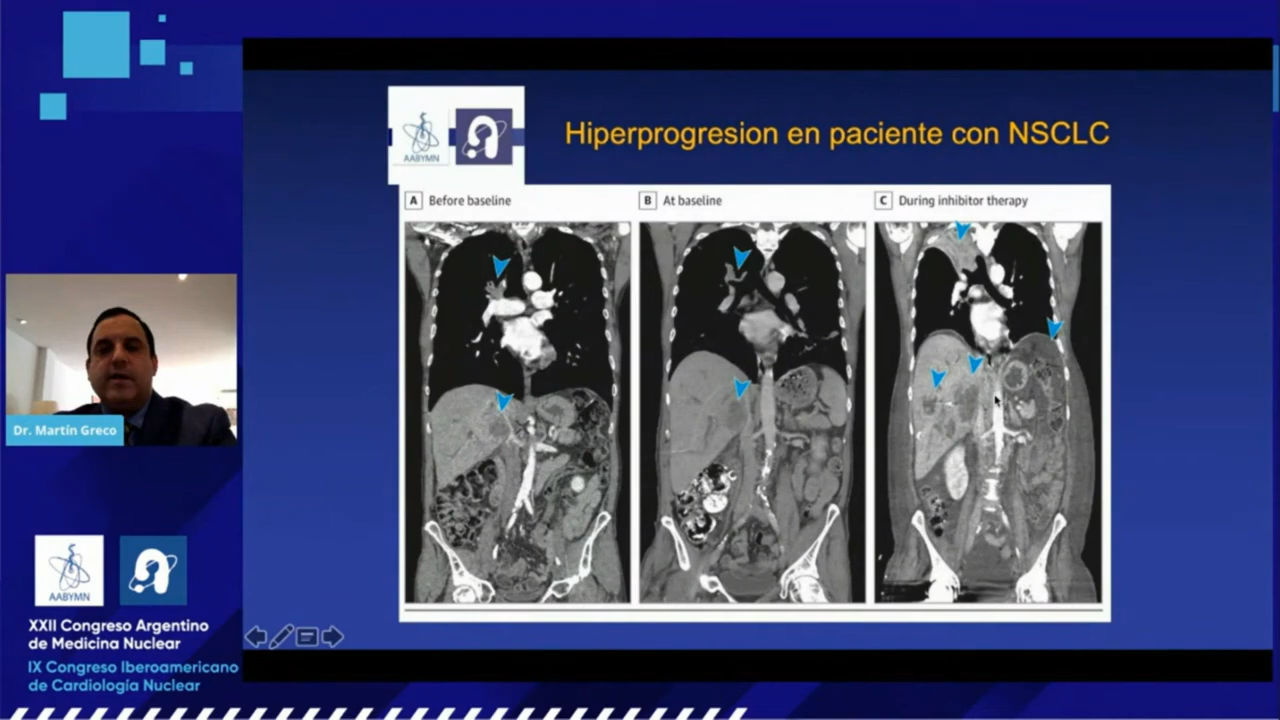 AABYMN
Hiperprogresion en paciente con NSCLC
A Before baseline
B At baseline
C During inhibitor therapy
Dr. Martín Greco
AABYMN
XXII Congreso Argentino
de Medicina Nuclear
IX Congreso Iberoamericano
de Cardiología Nuclear